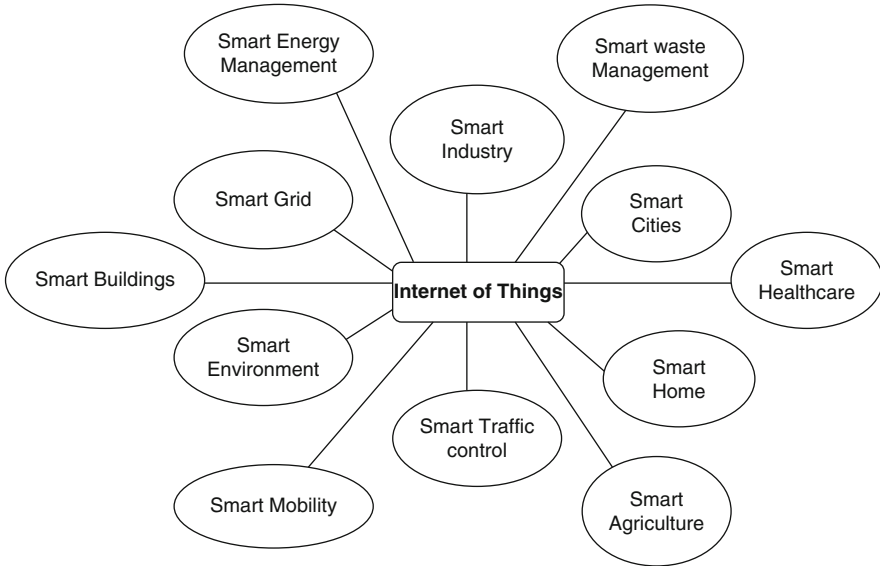 Smart Energy
Management
Smart waste
Management
Smart
Industry
Smart Grid
Smart
Cities
Smart Buildings
Internet of Things
Smart
Healthcare
Smart
Environment
Smart
Home
Smart Traffic
control
Smart Mobility
Smart
Agriculture